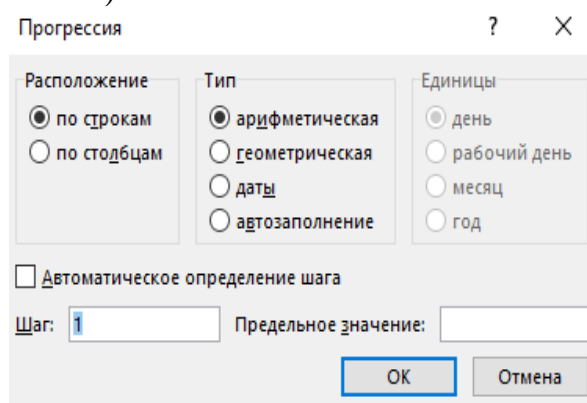 Прогрессия ? X
Расположение Тип Единицы
по строкам арифметическая день
по столбцам геометрическая рабочий день
даты месяц
автозаполнение год
Автоматическое определение шага
Шаг: 1 Предельное значение:
ОК Отмена